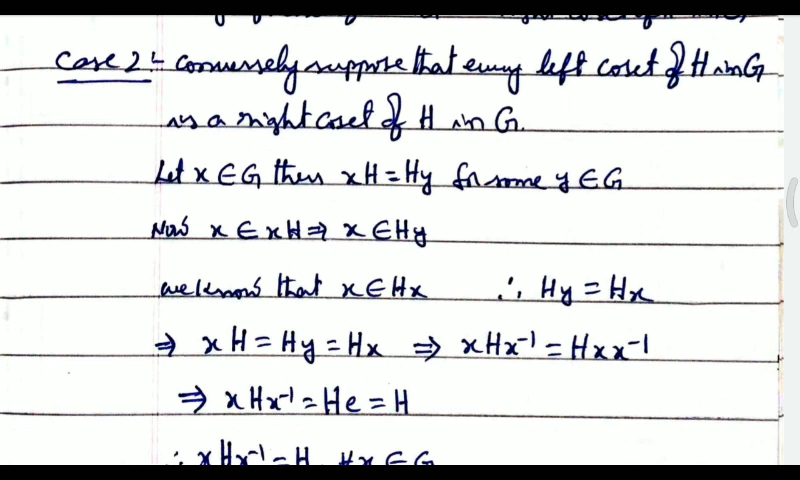 Case 2:- Conversely suppose that every left coset of H in G
is a right coset of H in G.
Let x ∈ G then xH = Hy for some y ∈ G
Now x ∈ xH ⇒ x ∈ Hy
we know that x ∈ Hx ∴ Hy = Hx
⇒ xH = Hy = Hx ⇒ xHx⁻¹ = Hxx⁻¹
⇒ xHx⁻¹ = He = H
∴ xHx⁻¹ = H ∀x ∈ G